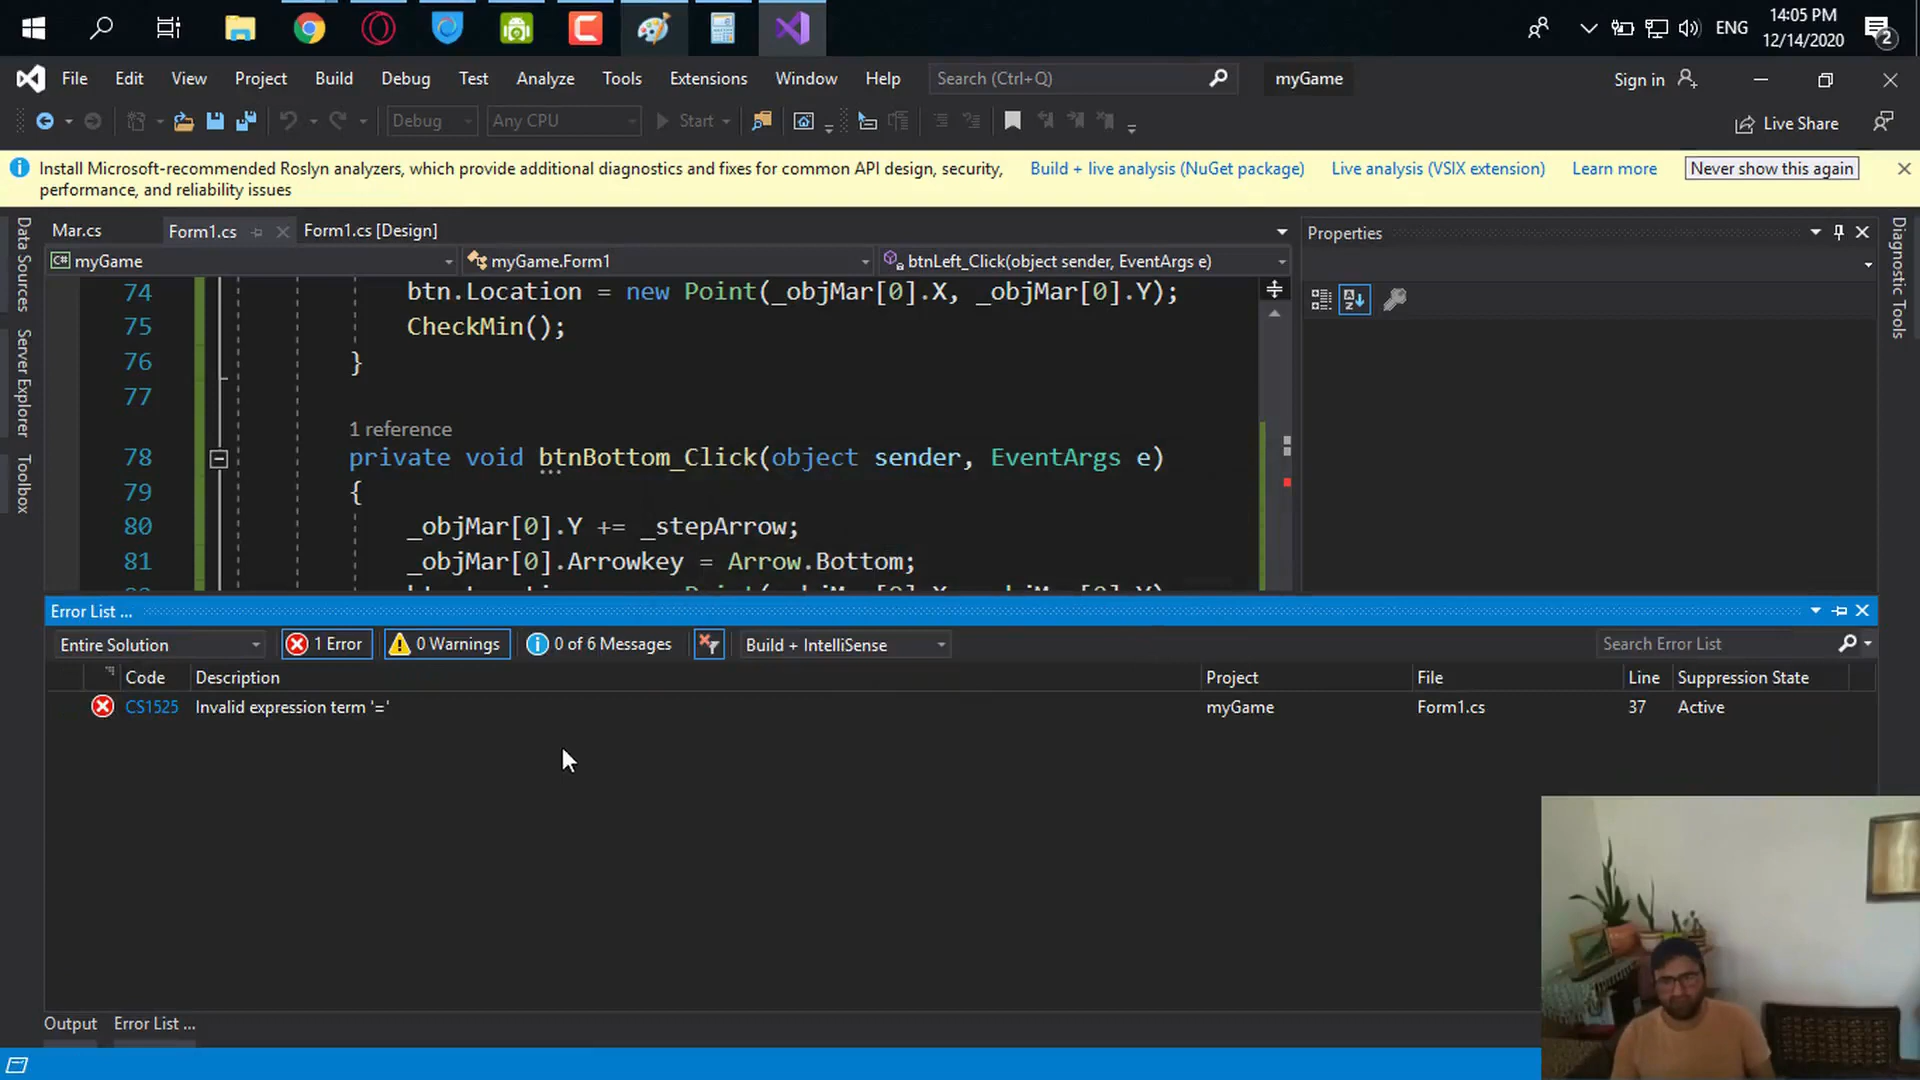 ENG
14:05 PM
12/14/2020
2
File Edit View Project Build Debug Test Analyze Tools Extensions Window Help Search (Ctrl+Q) myGame Sign in
Debug Any CPU Start Live Share
Install Microsoft-recommended Roslyn analyzers, which provide additional diagnostics and fixes for common API design, security, Build + live analysis (NuGet package) Live analysis (VSIX extension) Learn more Never show this again
performance, and reliability issues
Data Sources
Server Explorer
Toolbox
Mar.cs Form1.cs Form1.cs [Design]
C# myGame myGame.Form1 btnLeft_Click(object sender, EventArgs e)
74 btn.Location = new Point(_objMar[0].X, _objMar[0].Y);
75 CheckMin();
76 }
77
1 reference
78 private void btnBottom_Click(object sender, EventArgs e)
79 {
80 _objMar[0].Y += _stepArrow;
81 _objMar[0].Arrowkey = Arrow.Bottom;
Properties
Diagnostic Tools
Error List ...
Entire Solution 1 Error 0 Warnings 0 of 6 Messages Build + IntelliSense Search Error List
Code Description Project File Line Suppression State
CS1525 Invalid expression term '=' myGame Form1.cs 37 Active
Output Error List ...